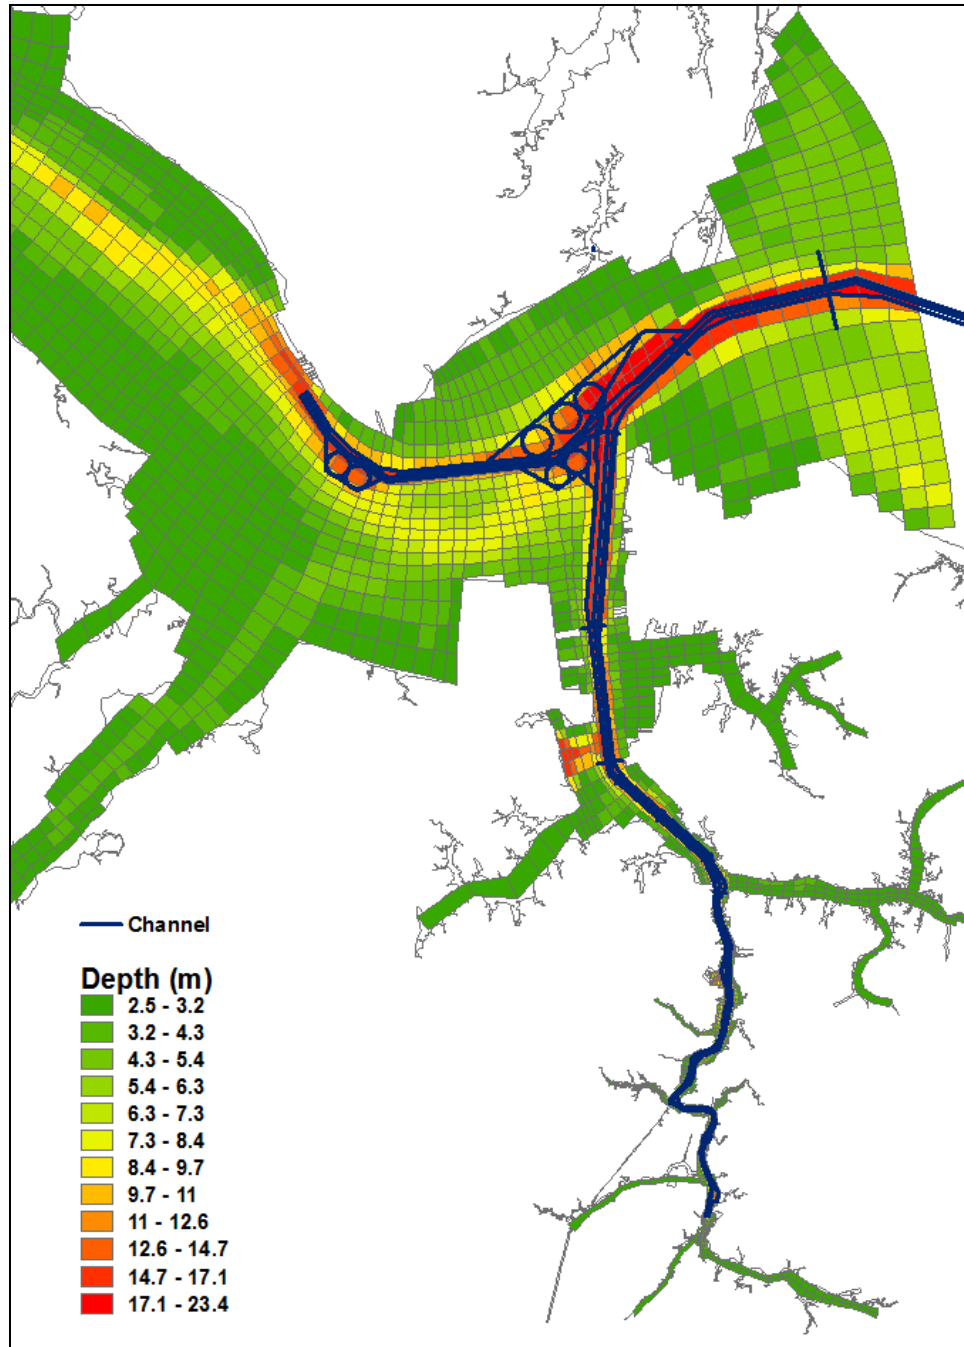 Channel
Depth (m)
2.5 - 3.2
3.2 - 4.3
4.3 - 5.4
5.4 - 6.3
6.3 - 7.3
7.3 - 8.4
8.4 - 9.7
9.7 - 11
11 - 12.6
12.6 - 14.7
14.7 - 17.1
17.1 - 23.4